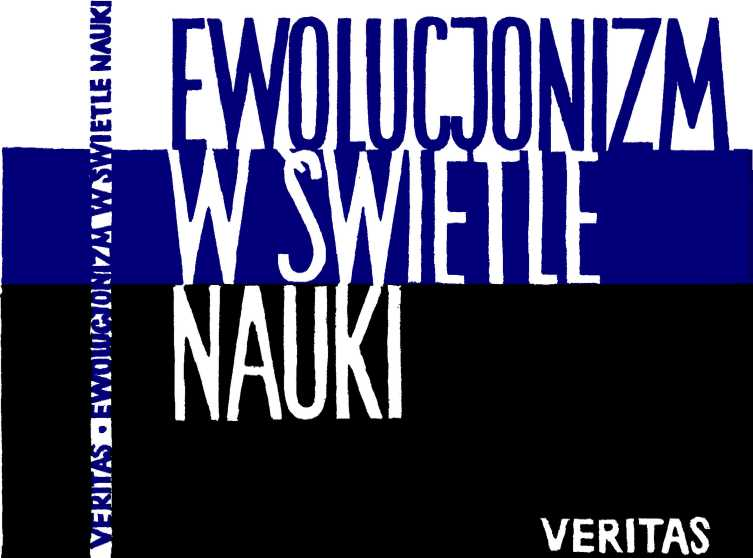 EWOLUCJONIZM
W ŚWIETLE
NAUKI
VERITAS
VERITAS · EWOLUCJONIZM W ŚWIETLE NAUKI